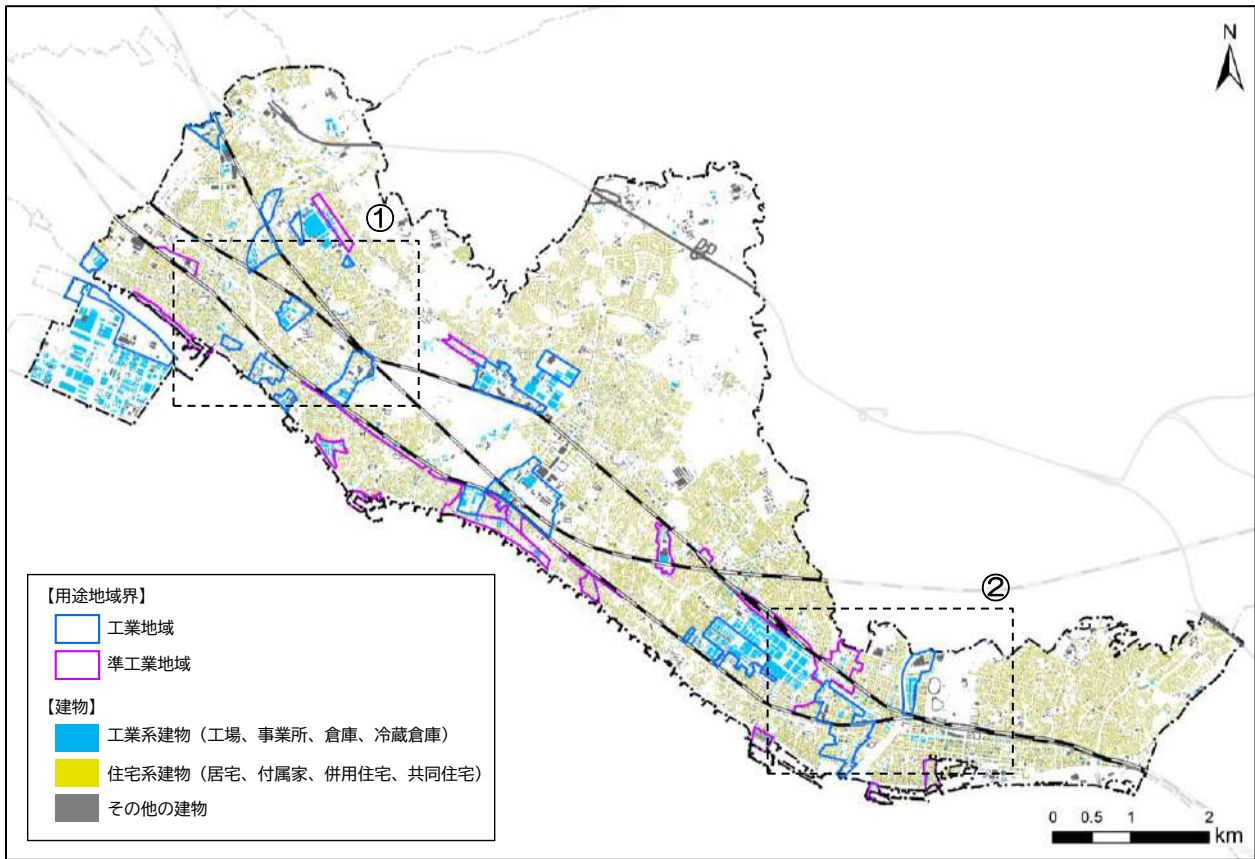 N
①
②
【用途地域界】
工業地域
準工業地域
【建物】
工業系建物（工場、事業所、倉庫、冷蔵倉庫）
住宅系建物（居宅、付属家、併用住宅、共同住宅）
その他の建物
0 0.5 1 2
km